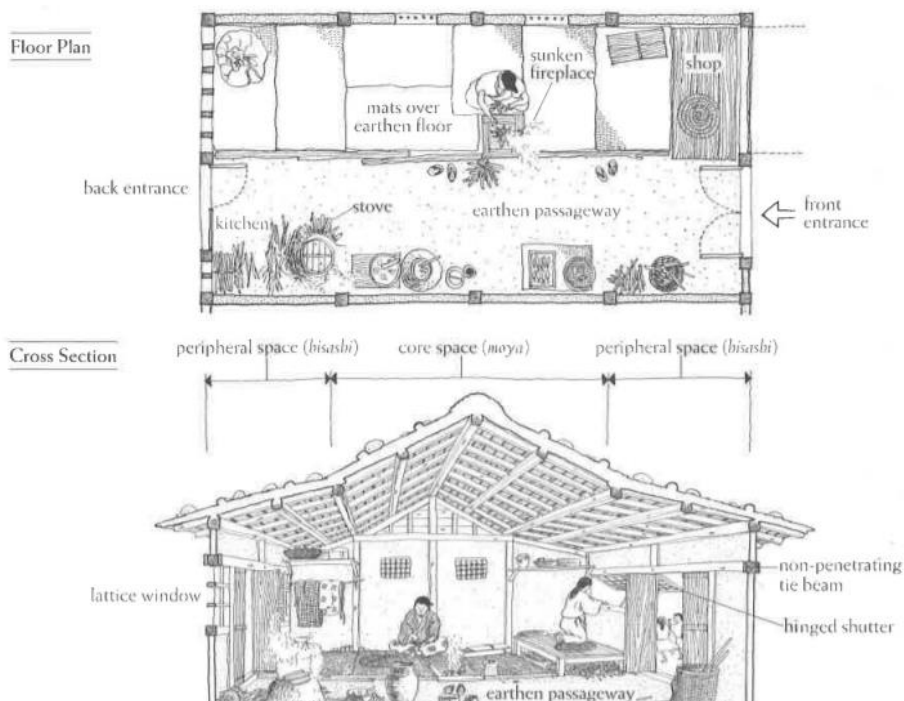 Floor Plan
sunken
fireplace
shop
mats over
earthen floor
back entrance
stove
earthen passageway
front
entrance
kitchen
Cross Section
peripheral space (hisashi)
core space (moya)
peripheral space (hisashi)
non-penetrating
tie beam
lattice window
hinged shutter
earthen passageway